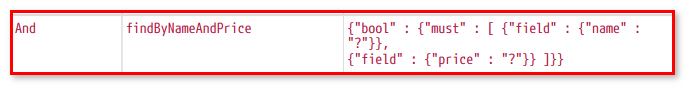 And findByNameAndPrice {"bool" : {"must" : [ {"field" : {"name" :
"?"}},
{"field" : {"price" : "?"}} ]}}